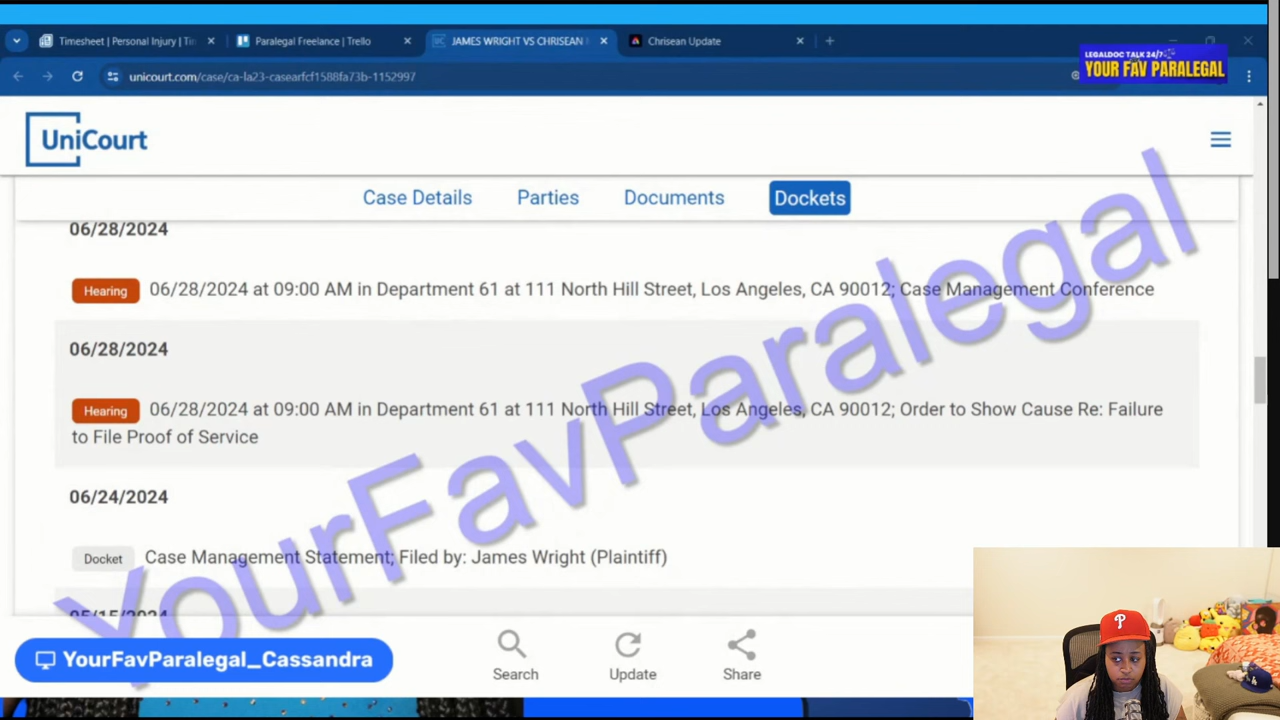 Timesheet | Personal Injury | Tin
Paralegal Freelance | Trello
JAMES WRIGHT VS CHRISEAN
Chrisean Update
unicourt.com/case/ca-la23-casearfcf1588fa73b-1152997
LEGALDOC TALK 24/7
YOUR FAV PARALEGAL
UniCourt
Case Details
Parties
Documents
Dockets
06/28/2024
Hearing 06/28/2024 at 09:00 AM in Department 61 at 111 North Hill Street, Los Angeles, CA 90012; Case Management Conference
06/28/2024
Hearing 06/28/2024 at 09:00 AM in Department 61 at 111 North Hill Street, Los Angeles, CA 90012; Order to Show Cause Re: Failure
to File Proof of Service
06/24/2024
Docket Case Management Statement; Filed by: James Wright (Plaintiff)
05/15/2024
YourFavParalegal
YourFavParalegal_Cassandra
Search
Update
Share
P